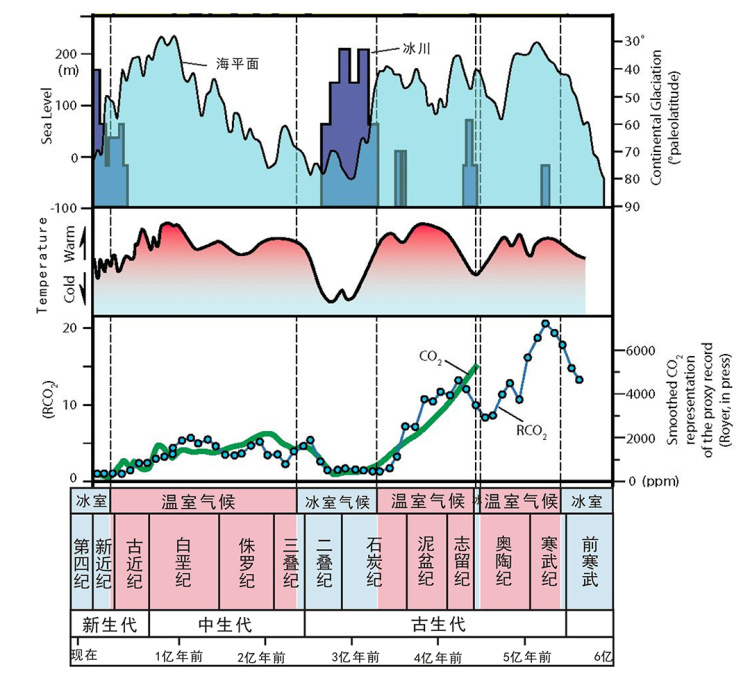 200
(m)
100
0
-100
Sea Level
海平面
冰川
30°
40
50
60
70
80
90
Continental Glaciation
(°paleolatitude)
Temperature
Cold Warm
20
10
0
(RCO₂)
CO₂
RCO₂
6000
4000
2000
0 (ppm)
Smoothed CO₂
representation
of the proxy record
(Royer, in press)
冰室 温室气候 冰室气候 温室气候 温室气候 冰室
第四纪 新近纪 古近纪 白垩纪 侏罗纪 三叠纪 二叠纪 石炭纪 泥盆纪 志留纪 奥陶纪 寒武纪 前寒武
新生代 中生代 古生代
现在 1亿年前 2亿年前 3亿年前 4亿年前 5亿年前 6亿